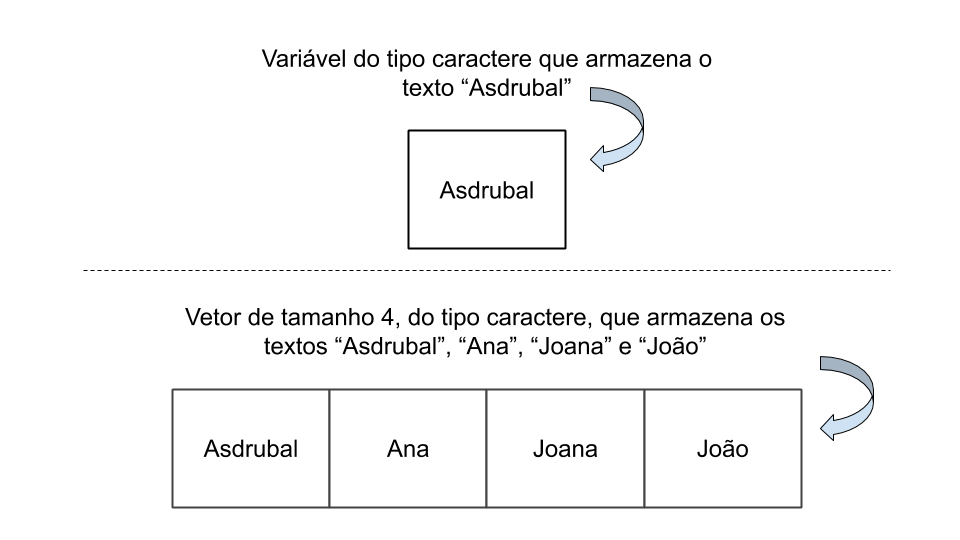 Variável do tipo caractere que armazena o
texto “Asdrubal”
Asdrubal
Vetor de tamanho 4, do tipo caractere, que armazena os
textos “Asdrubal”, “Ana”, “Joana” e “João”
Asdrubal Ana Joana João